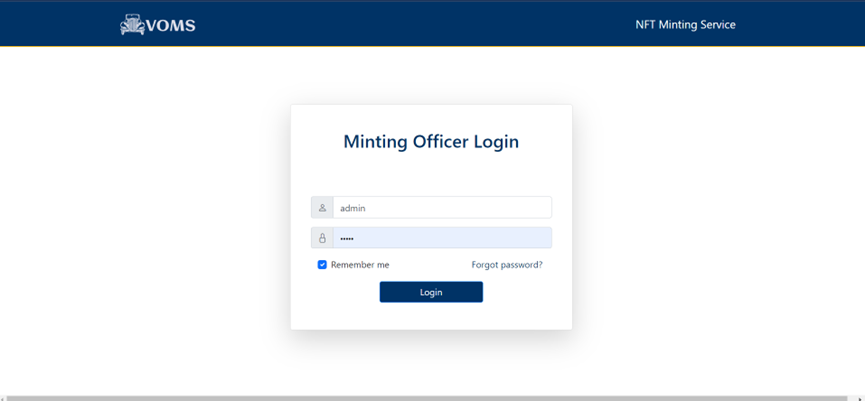 VOMS
NFT Minting Service
Minting Officer Login
admin
•••••
Remember me
Forgot password?
Login